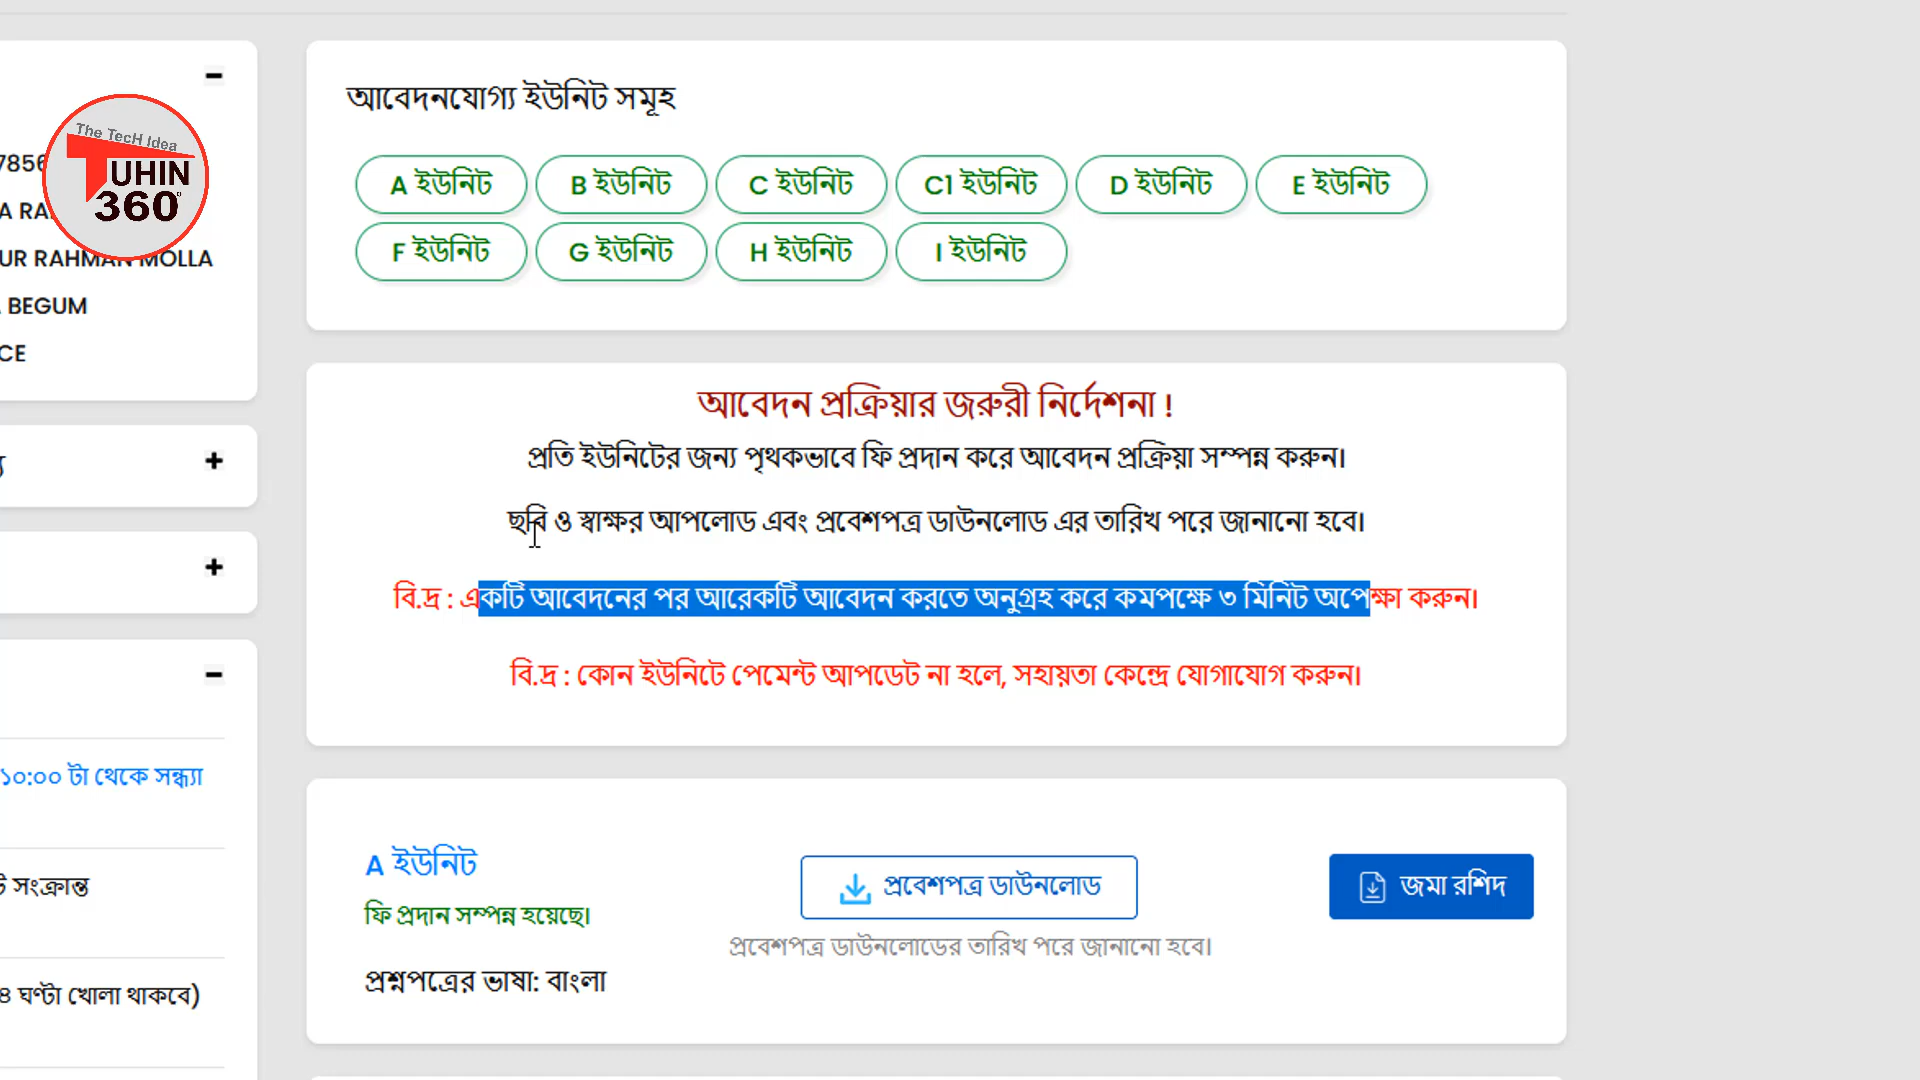 The TecH Idea
TUHIN
360°
7856
A RA
UR RAHMAN MOLLA
BEGUM
CE
১০:০০ টা থেকে সন্ধ্যা
সংক্রান্ত
ঘণ্টা খোলা থাকবে)
আবেদনযোগ্য ইউনিট সমূহ
A ইউনিট
B ইউনিট
C ইউনিট
C1 ইউনিট
D ইউনিট
E ইউনিট
F ইউনিট
G ইউনিট
H ইউনিট
I ইউনিট
আবেদন প্রক্রিয়ার জরুরী নির্দেশনা !
প্রতি ইউনিটের জন্য পৃথকভাবে ফি প্রদান করে আবেদন প্রক্রিয়া সম্পন্ন করুন।
ছবি ও স্বাক্ষর আপলোড এবং প্রবেশপত্র ডাউনলোড এর তারিখ পরে জানানো হবে।
বি.দ্র : একটি আবেদনের পর আরেকটি আবেদন করতে অনুগ্রহ করে কমপক্ষে ৩ মিনিট অপেক্ষা করুন।
বি.দ্র : কোন ইউনিটে পেমেন্ট আপডেট না হলে, সহায়তা কেন্দ্রে যোগাযোগ করুন।
A ইউনিট
ফি প্রদান সম্পন্ন হয়েছে।
প্রশ্নপত্রের ভাষা: বাংলা
প্রবেশপত্র ডাউনলোড
প্রবেশপত্র ডাউনলোডের তারিখ পরে জানানো হবে।
জমা রশিদ